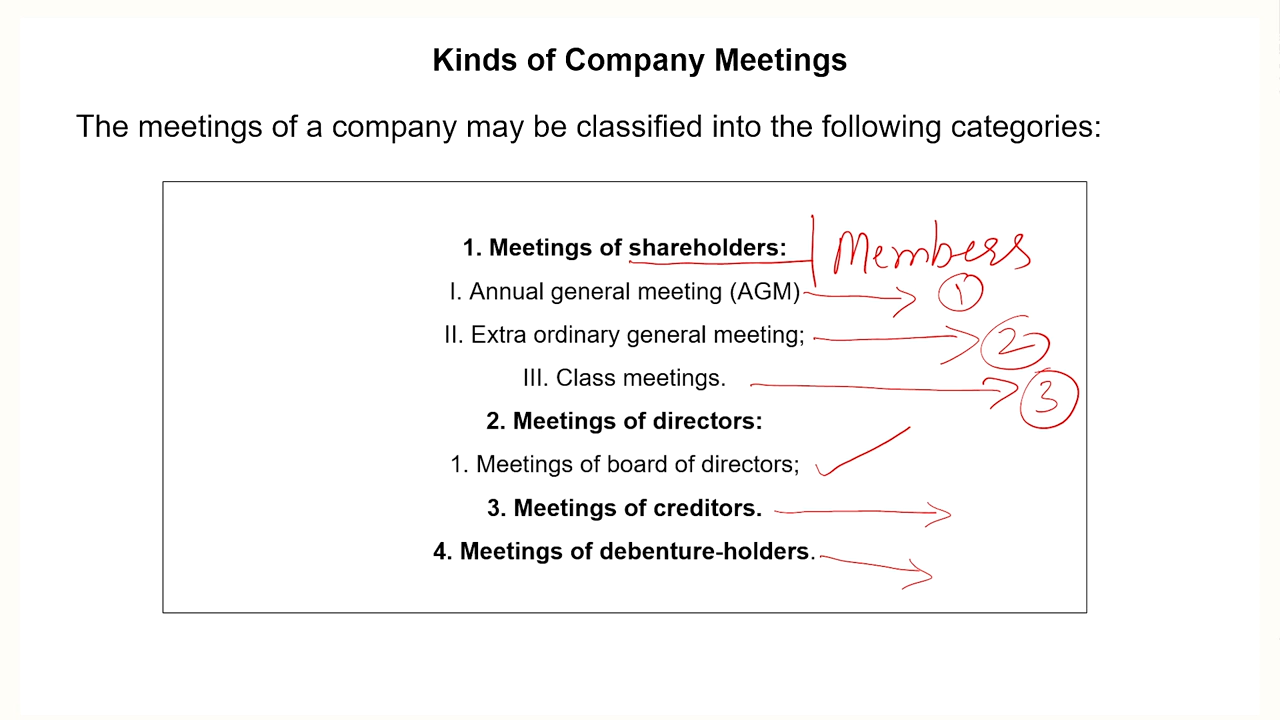 Kinds of Company Meetings
The meetings of a company may be classified into the following categories:
1. Meetings of shareholders: Members
I. Annual general meeting (AGM) 1
II. Extra ordinary general meeting; 2
III. Class meetings. 3
2. Meetings of directors:
1. Meetings of board of directors;
3. Meetings of creditors.
4. Meetings of debenture-holders.